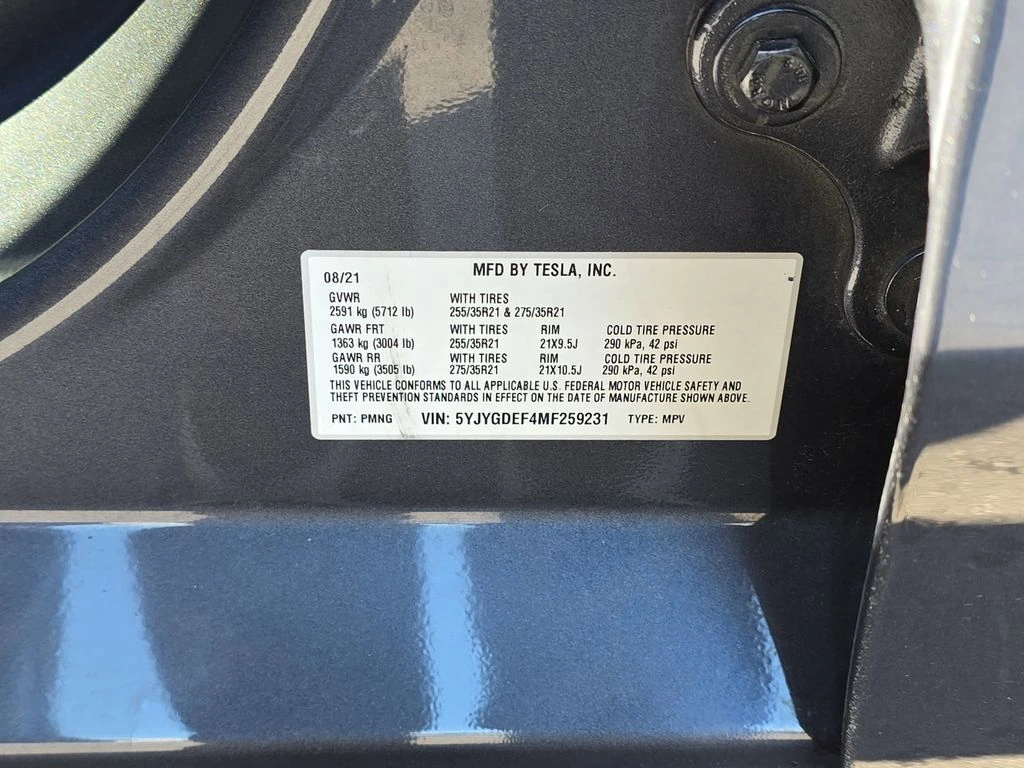 08/21 MFD BY TESLA, INC.
GVWR WITH TIRES
2591 kg (5712 lb) 255/35R21 & 275/35R21
GAWR FRT WITH TIRES RIM COLD TIRE PRESSURE
1363 kg (3004 lb) 255/35R21 21X9.5J 290 kPa, 42 psi
GAWR RR WITH TIRES RIM COLD TIRE PRESSURE
1590 kg (3505 lb) 275/35R21 21X10.5J 290 kPa, 42 psi
THIS VEHICLE CONFORMS TO ALL APPLICABLE U.S. FEDERAL MOTOR VEHICLE SAFETY AND
THEFT PREVENTION STANDARDS IN EFFECT ON THE DATE OF MANUFACTURE SHOWN ABOVE.
PNT: PMNG VIN: 5YJYGDEF4MF259231 TYPE: MPV